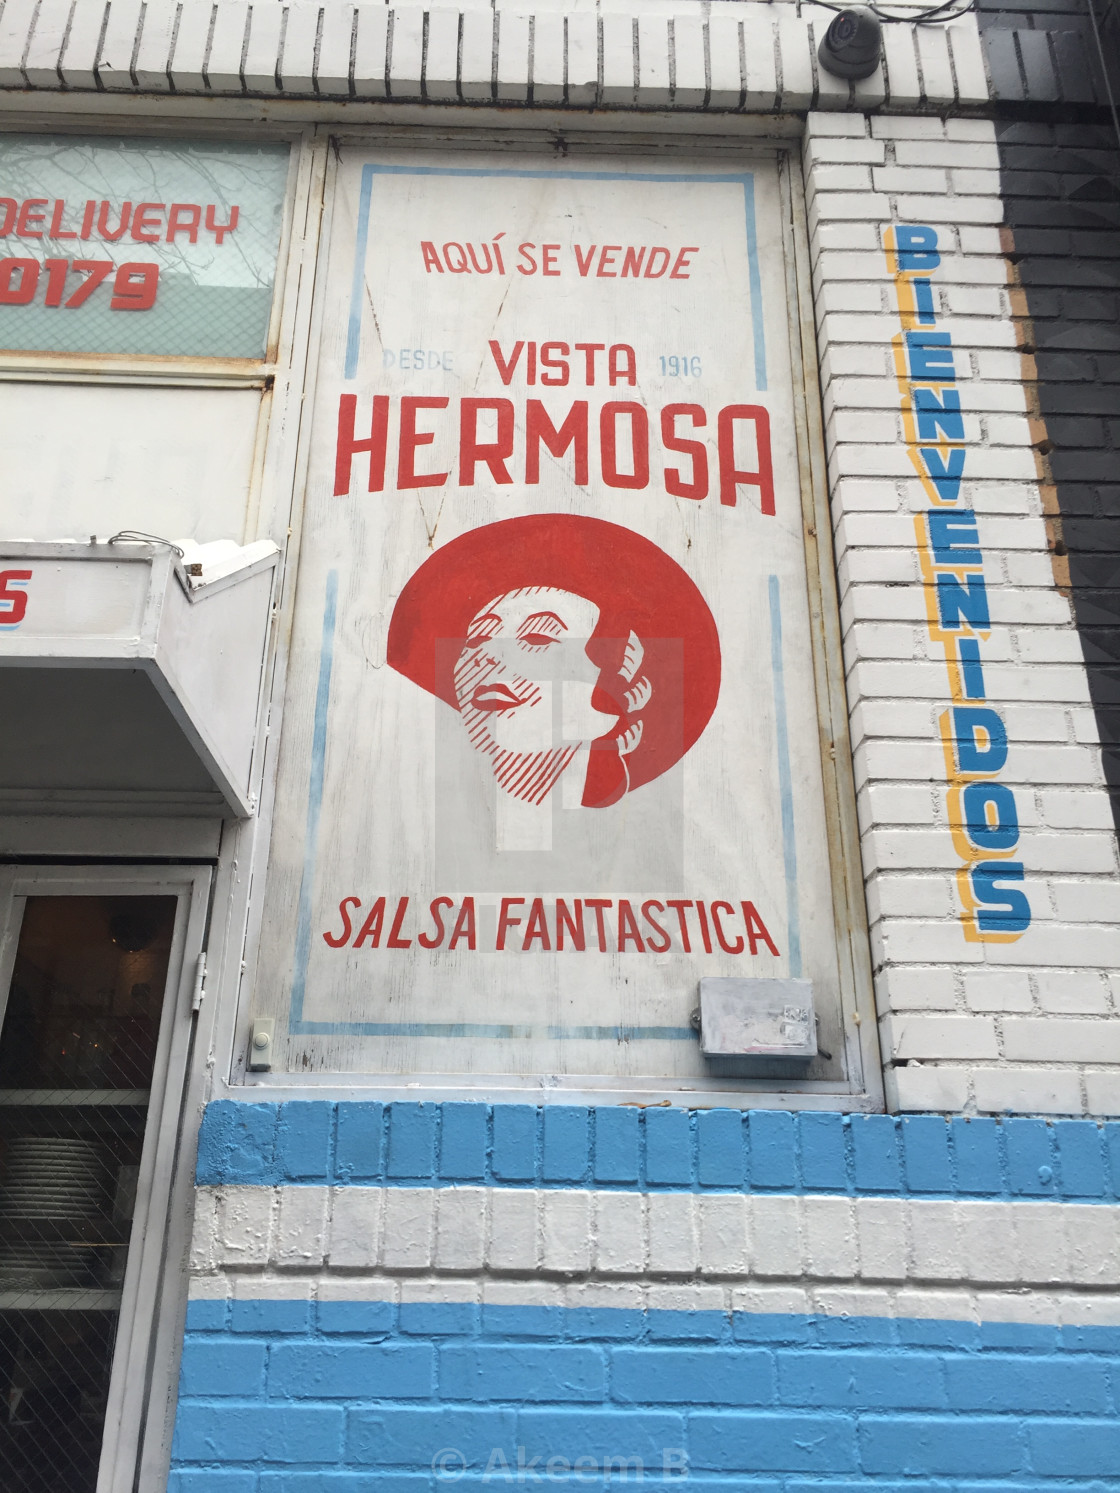 DELIVERY
0179
S
AQUÍ SE VENDE
DESDE VISTA 1916
HERMOSA
SALSA FANTASTICA
BIENVENIDOS
© Akeem B